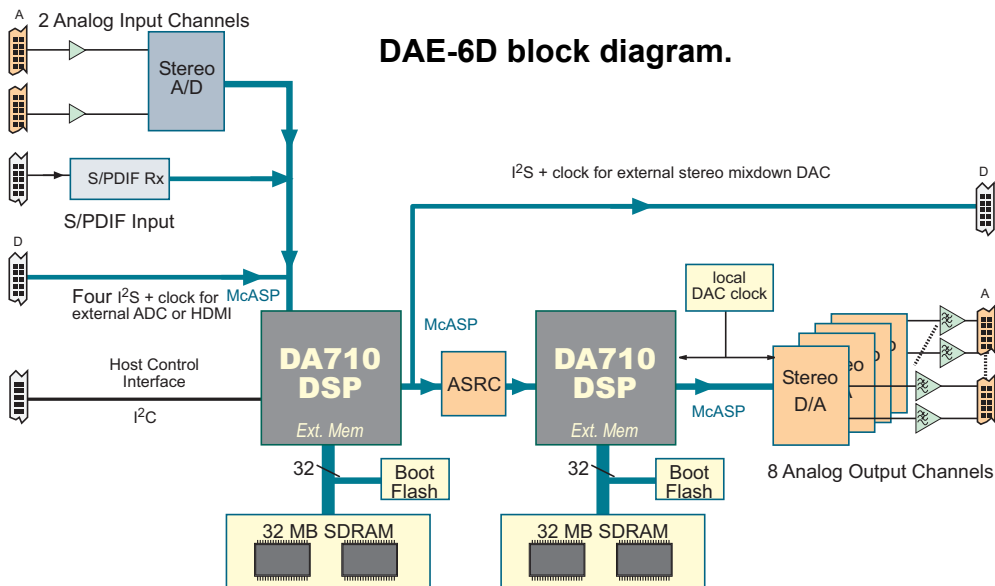 A
2 Analog Input Channels
DAE-6D block diagram.
Stereo
A/D
S/PDIF Rx
S/PDIF Input
I²S + clock for external stereo mixdown DAC
D
D
Four I²S + clock for
external ADC or HDMI
McASP
local
DAC clock
A
McASP
Host Control
Interface
I²C
DA710
DSP
Ext. Mem
ASRC
DA710
DSP
Ext. Mem
McASP
Stereo
D/A
8 Analog Output Channels
32
Boot
Flash
32
Boot
Flash
32 MB SDRAM
32 MB SDRAM